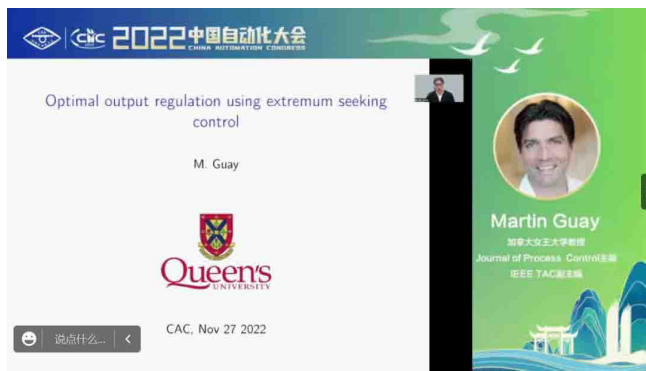 2022中国自动化大会
CHINA AUTOMATION CONGRESS
Optimal output regulation using extremum seeking
control
M. Guay
Queen's
UNIVERSITY
CAC, Nov 27 2022
说点什么...
Martin Guay
加拿大女王大学教授
Journal of Process Control主编
IEEE TAC副主编